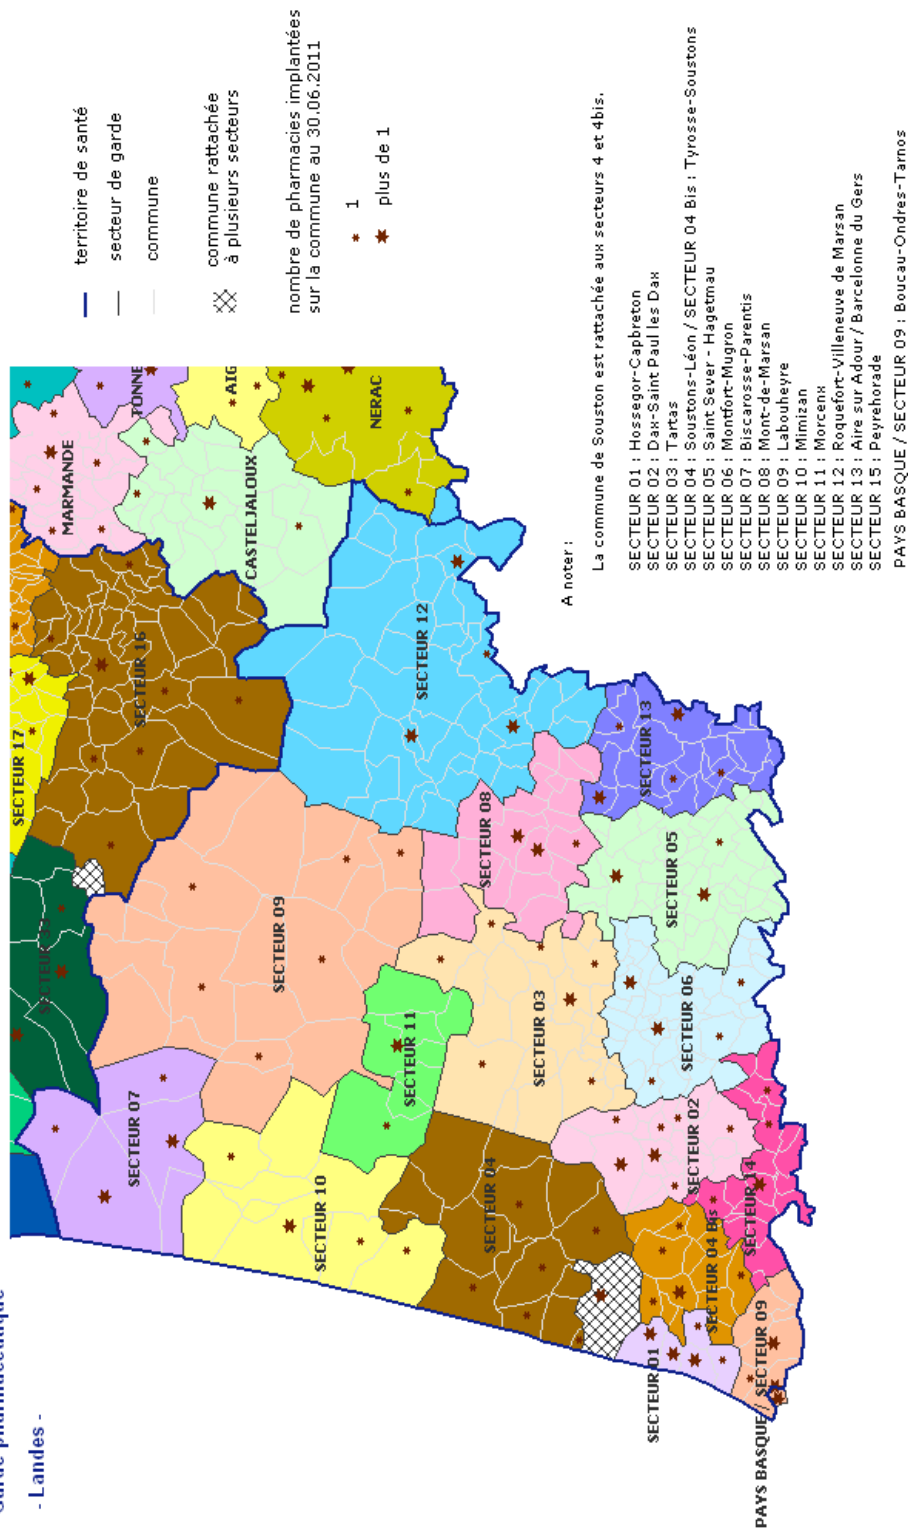 - Landes -
territoire de santé
secteur de garde
commune
commune rattachée
à plusieurs secteurs
nombre de pharmacies implantées
sur la commune au 30.06.2011
1
plus de 1
SECTEUR 17
SECTEUR 16
MARMANDE
TONNE
AIG
CASTELJALOUX
NERAC
SECTEUR 07
SECTEUR 09
SECTEUR 12
SECTEUR 10
SECTEUR 11
SECTEUR 08
SECTEUR 04
SECTEUR 03
SECTEUR 13
SECTEUR 05
SECTEUR 06
SECTEUR 02
SECTEUR 01
SECTEUR 04 Bis
SECTEUR 14
PAYS BASQUE / SECTEUR 09
A noter :
La commune de Souston est rattachée aux secteurs 4 et 4bis.
SECTEUR 01 : Hossegor-Capbreton
SECTEUR 02 : Dax-Saint Paul les Dax
SECTEUR 03 : Tartas
SECTEUR 04 : Soustons-Léon / SECTEUR 04 Bis : Tyrosse-Soustons
SECTEUR 05 : Saint Sever - Hagetmau
SECTEUR 06 : Montfort-Mugron
SECTEUR 07 : Biscarosse-Parentis
SECTEUR 08 : Mont-de-Marsan
SECTEUR 09 : Labouheyre
SECTEUR 10 : Mimizan
SECTEUR 11 : Morcenx
SECTEUR 12 : Roquefort-Villeneuve de Marsan
SECTEUR 13 : Aire sur Adour / Barcelonne du Gers
SECTEUR 15 : Peyrehorade
PAYS BASQUE / SECTEUR 09 : Boucau-Ondres-Tarnos